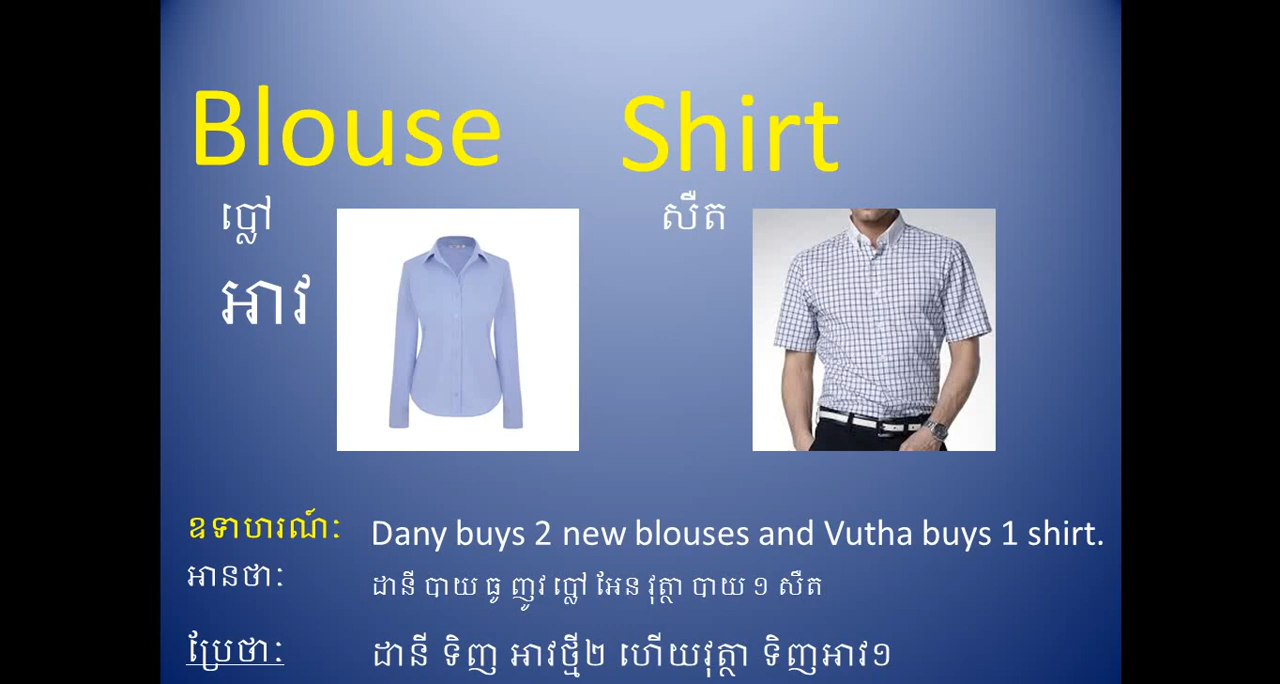 Blouse Shirt
ប្លៅ សឺត
អាវ
ឧទាហរណ៍ៈ Dany buys 2 new blouses and Vutha buys 1 shirt.
អានថាៈ ដានី បាយ ធូ ញូវ ប្លៅ អែន វុត្ថា បាយ ១ សឺត
ប្រែថាៈ ដានី ទិញ អាវថ្មី២ ហើយវុត្ថា ទិញអាវ១